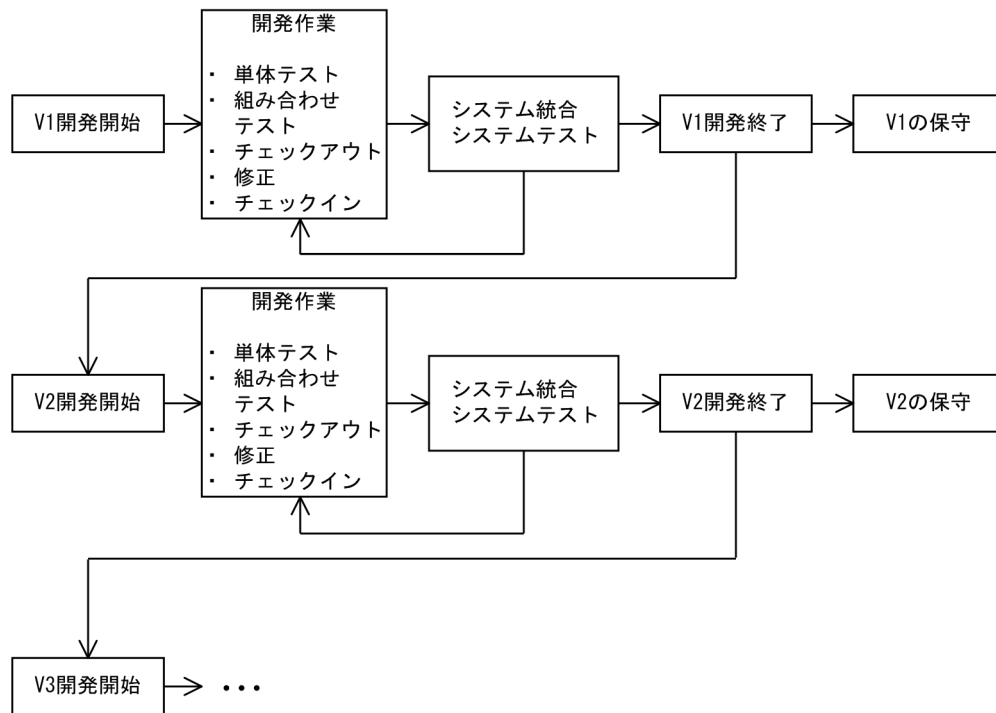 開発作業
・ 単体テスト
・ 組み合わせ
テスト
・ チェックアウト
・ 修正
・ チェックイン
V1開発開始
システム統合
システムテスト
V1開発終了
V1の保守
開発作業
・ 単体テスト
・ 組み合わせ
テスト
・ チェックアウト
・ 修正
・ チェックイン
V2開発開始
システム統合
システムテスト
V2開発終了
V2の保守
V3開発開始
・・・